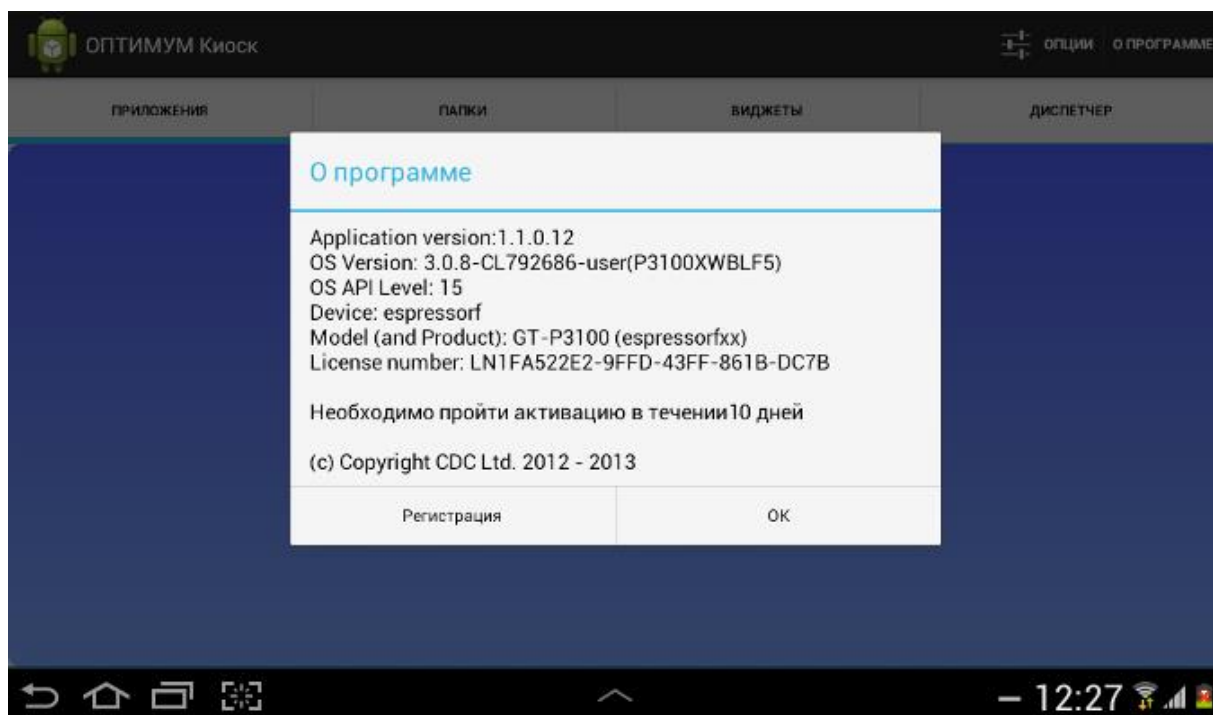 ОПТИМУМ Киоск
ОПЦИИ О ПРОГРАММЕ
ПРИЛОЖЕНИЯ ПАПКИ ВИДЖЕТЫ ДИСПЕТЧЕР
О программе
Application version:1.1.0.12
OS Version: 3.0.8-CL792686-user(P3100XWBLF5)
OS API Level: 15
Device: espressorf
Model (and Product): GT-P3100 (espressorfxx)
License number: LN1FA522E2-9FFD-43FF-861B-DC7B
Необходимо пройти активацию в течении10 дней
(c) Copyright CDC Ltd. 2012 - 2013
Регистрация OK
12:27